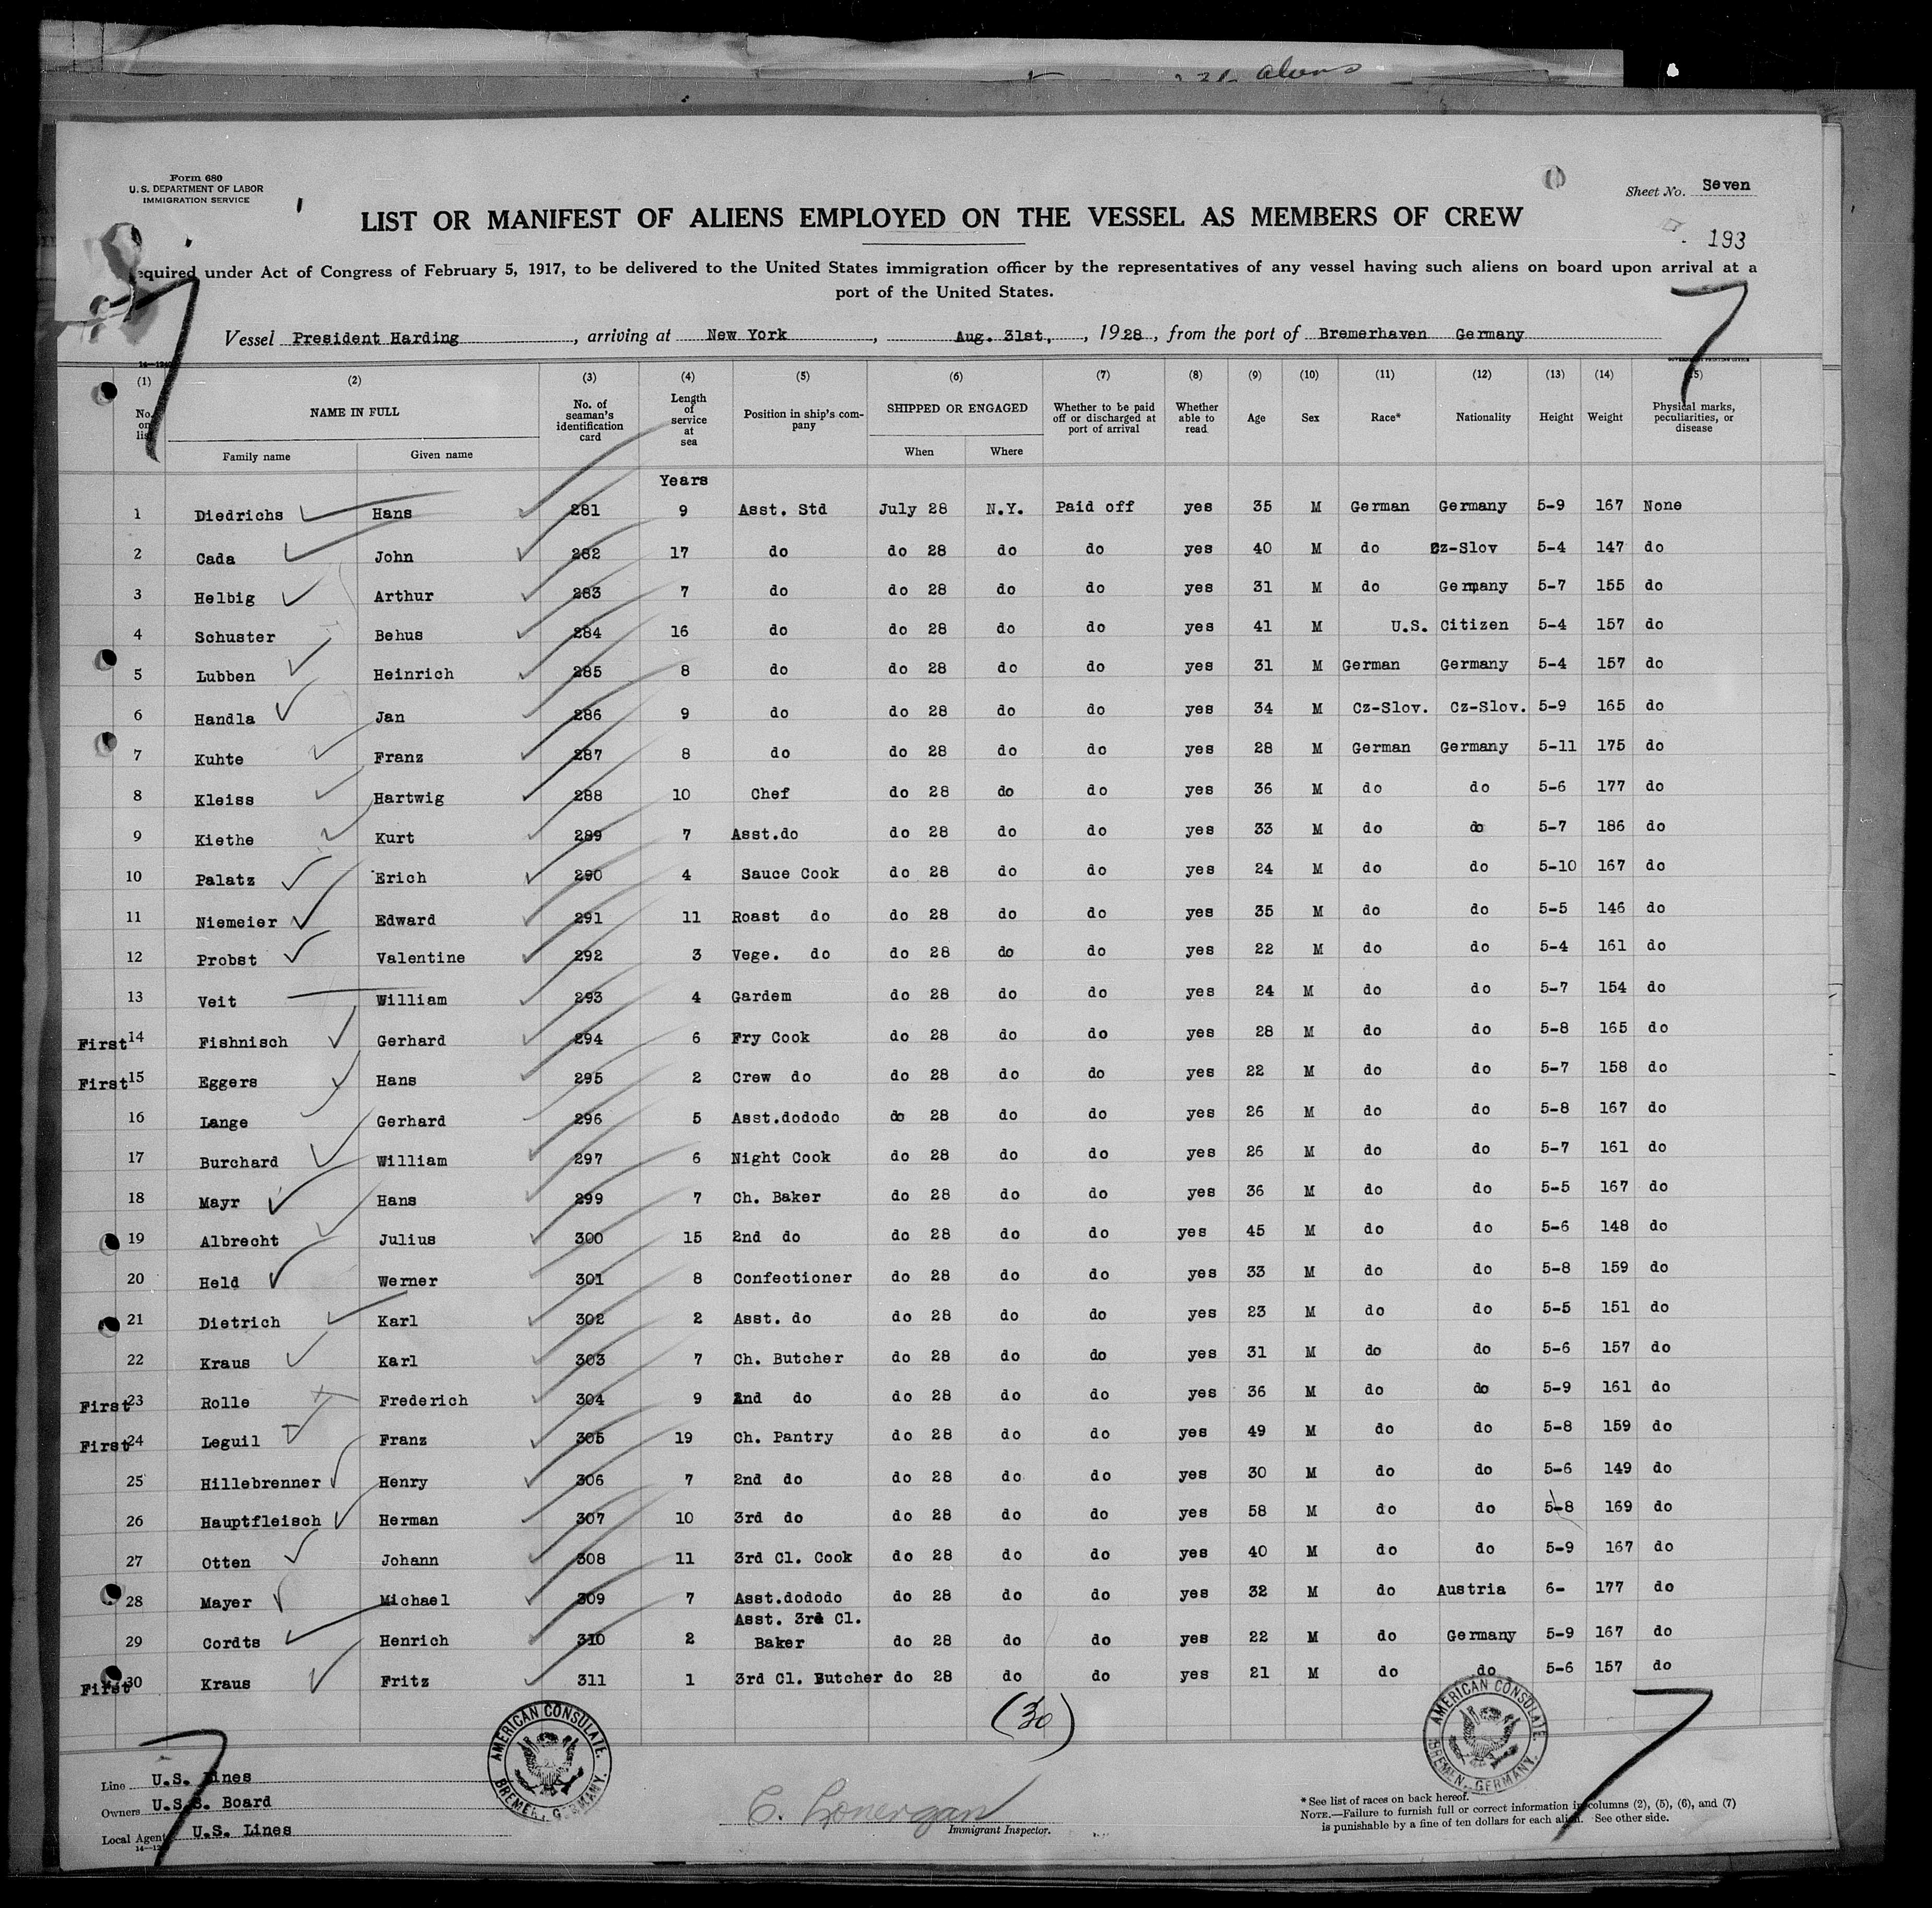 aliens
Form 680
U. S. DEPARTMENT OF LABOR
IMMIGRATION SERVICE
Sheet No. Seven
LIST OR MANIFEST OF ALIENS EMPLOYED ON THE VESSEL AS MEMBERS OF CREW
193
equired under Act of Congress of February 5, 1917, to be delivered to the United States immigration officer by the representatives of any vessel having such aliens on board upon arrival at a
port of the United States.
7 7
Vessel President Harding, arriving at New York, Aug. 31st, 1928, from the port of Bremerhaven Germany
(1) (2) (3) (4) (5) (6) (7) (8) (9) (10) (11) (12) (13) (14) (15)
No. on list NAME IN FULL Family name Given name No. of seaman's identification card Length of service at sea Position in ship's company SHIPPED OR ENGAGED When Where Whether to be paid off or discharged at port of arrival Whether able to read Age Sex Race* Nationality Height Weight Physical marks, peculiarities, or disease
Years
1 Diedrichs Hans 281 9 Asst. Std July 28 N.Y. Paid off yes 35 M German Germany 5-9 167 None
2 Cada John 282 17 do do 28 do do yes 40 M do Cz-Slov 5-4 147 do
3 Helbig Arthur 283 7 do do 28 do do yes 31 M do Germany 5-7 155 do
4 Schuster Behus 284 16 do do 28 do do yes 41 M U.S. Citizen 5-4 157 do
5 Lubben Heinrich 285 8 do do 28 do do yes 31 M German Germany 5-4 157 do
6 Handla Jan 286 9 do do 28 do do yes 34 M Cz-Slov. Cz-Slov. 5-9 165 do
7 Kuhte Franz 287 8 do do 28 do do yes 28 M German Germany 5-11 175 do
8 Kleiss Hartwig 288 10 Chef do 28 do do yes 36 M do do 5-6 177 do
9 Kiethe Kurt 289 7 Asst.do do 28 do do yes 33 M do do 5-7 186 do
10 Palatz Erich 290 4 Sauce Cook do 28 do do yes 24 M do do 5-10 167 do
11 Niemeier Edward 291 11 Roast do do 28 do do yes 35 M do do 5-5 146 do
12 Probst Valentine 292 3 Vege. do do 28 do do yes 22 M do do 5-4 161 do
13 Veit William 293 4 Gardem do 28 do do yes 24 M do do 5-7 154 do
First 14 Fishnisch Gerhard 294 6 Fry Cook do 28 do do yes 28 M do do 5-8 165 do
First 15 Eggers Hans 295 2 Crew do do 28 do do yes 22 M do do 5-7 158 do
16 Lange Gerhard 296 5 Asst.dododo do 28 do do yes 26 M do do 5-8 167 do
17 Burchard William 297 6 Night Cook do 28 do do yes 26 M do do 5-7 161 do
18 Mayr Hans 299 7 Ch. Baker do 28 do do yes 36 M do do 5-5 167 do
19 Albrecht Julius 300 15 2nd do do 28 do do yes 45 M do do 5-6 148 do
20 Held Werner 301 8 Confectioner do 28 do do yes 33 M do do 5-8 159 do
21 Dietrich Karl 302 2 Asst. do do 28 do do yes 23 M do do 5-5 151 do
22 Kraus Karl 303 7 Ch. Butcher do 28 do do yes 31 M do do 5-6 157 do
First 23 Rolle Frederich 304 9 2nd do do 28 do do yes 36 M do do 5-9 161 do
First 24 Leguil Franz 305 19 Ch. Pantry do 28 do do yes 49 M do do 5-8 159 do
25 Hillebrenner Henry 306 7 2nd do do 28 do do yes 30 M do do 5-6 149 do
26 Hauptfleisch Herman 307 10 3rd do do 28 do do yes 58 M do do 5-8 169 do
27 Otten Johann 308 11 3rd Cl. Cook do 28 do do yes 40 M do do 5-9 167 do
28 Mayer Michael 309 7 Asst.dododo do 28 do do yes 32 M do Austria 6- 177 do
29 Cordts Henrich 310 2 Asst. 3rd Cl. Baker do 28 do do yes 22 M do Germany 5-9 167 do
First 30 Kraus Fritz 311 1 3rd Cl. Butcher do 28 do do yes 21 M do do 5-6 157 do
(30)
AMERICAN CONSULATE. BREMEN, GERMANY.
AMERICAN CONSULATE. BREMEN, GERMANY.
7 7
Line U.S. Lines
Owners U.S.S. Board
Local Agent U.S. Lines
C. Lonergan
Immigrant Inspector.
* See list of races on back hereof.
NOTE.—Failure to furnish full or correct information in columns (2), (5), (6), and (7)
is punishable by a fine of ten dollars for each alien. See other side.